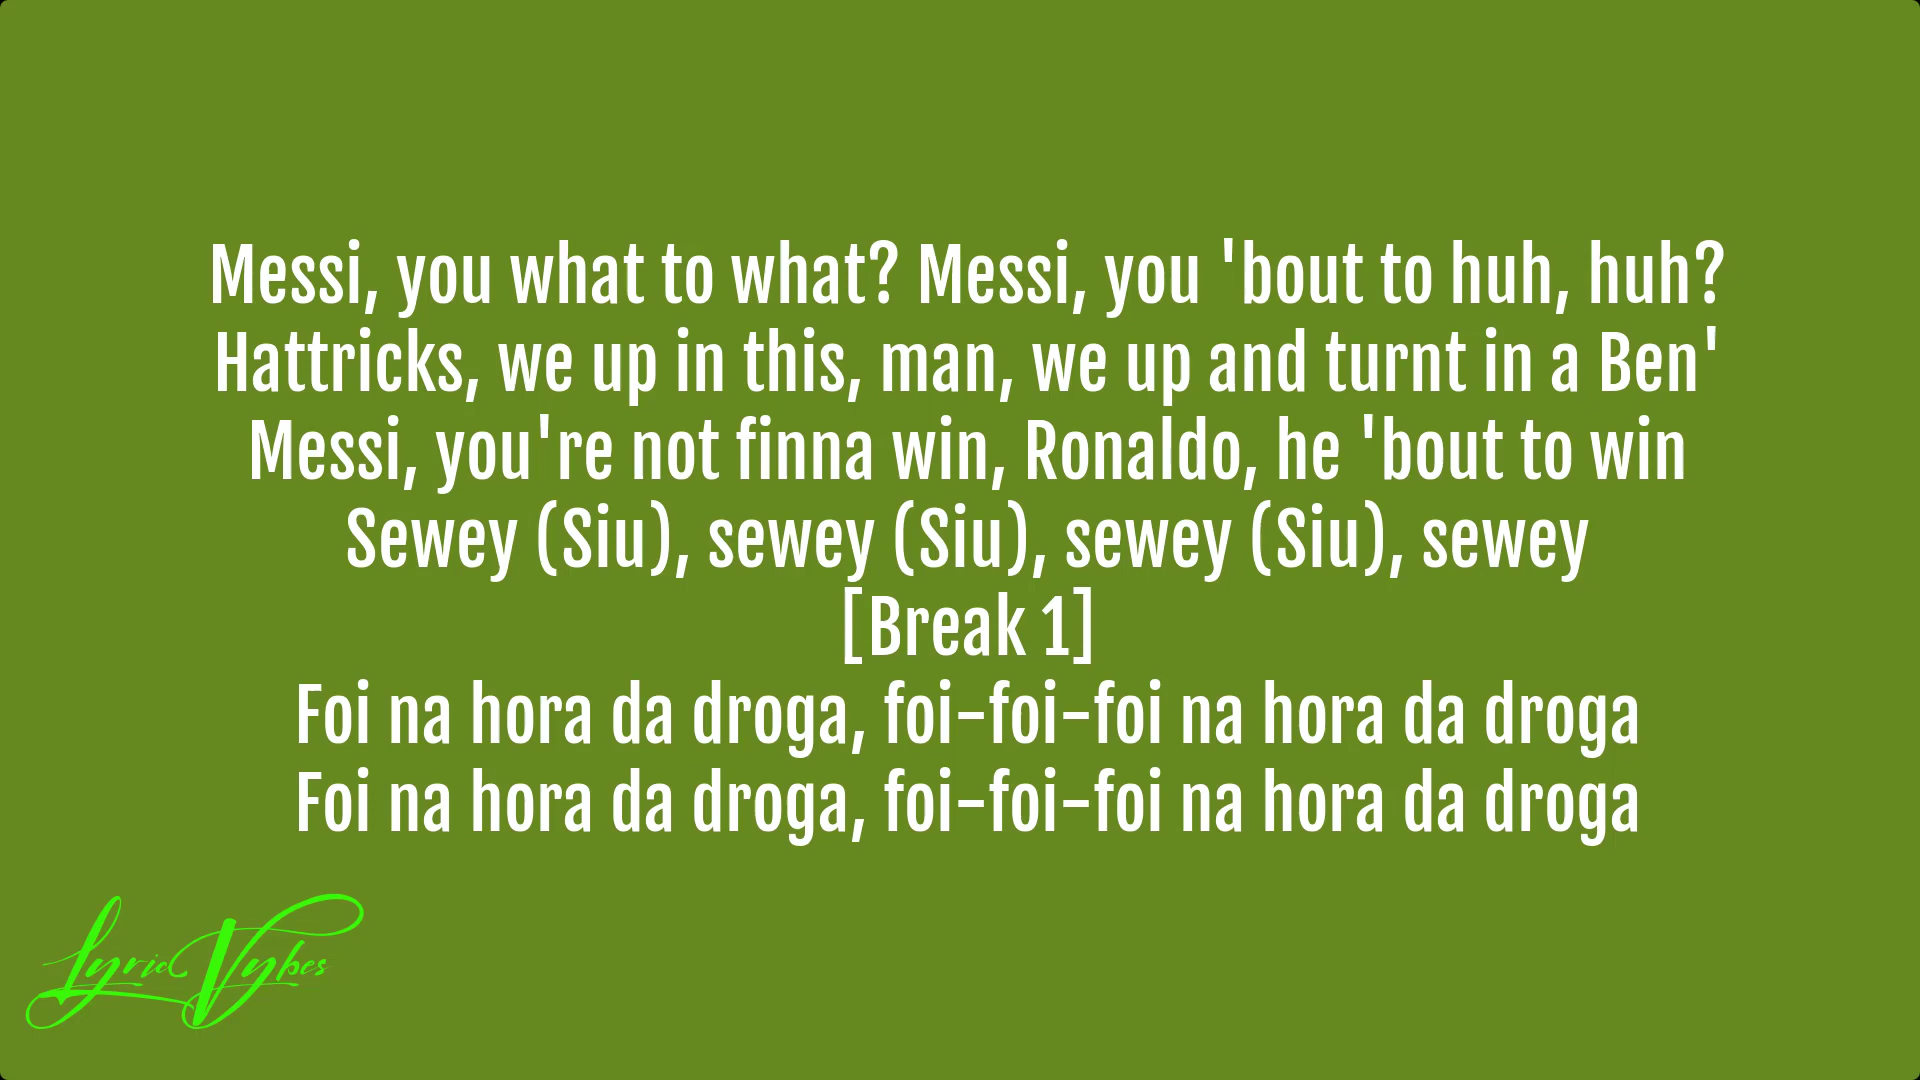 Messi, you what to what? Messi, you 'bout to huh, huh?
Hattricks, we up in this, man, we up and turnt in a Ben'
Messi, you're not finna win, Ronaldo, he 'bout to win
Sewey (Siu), sewey (Siu), sewey (Siu), sewey
[Break 1]
Foi na hora da droga, foi-foi-foi na hora da droga
Foi na hora da droga, foi-foi-foi na hora da droga
Lyric Vybes